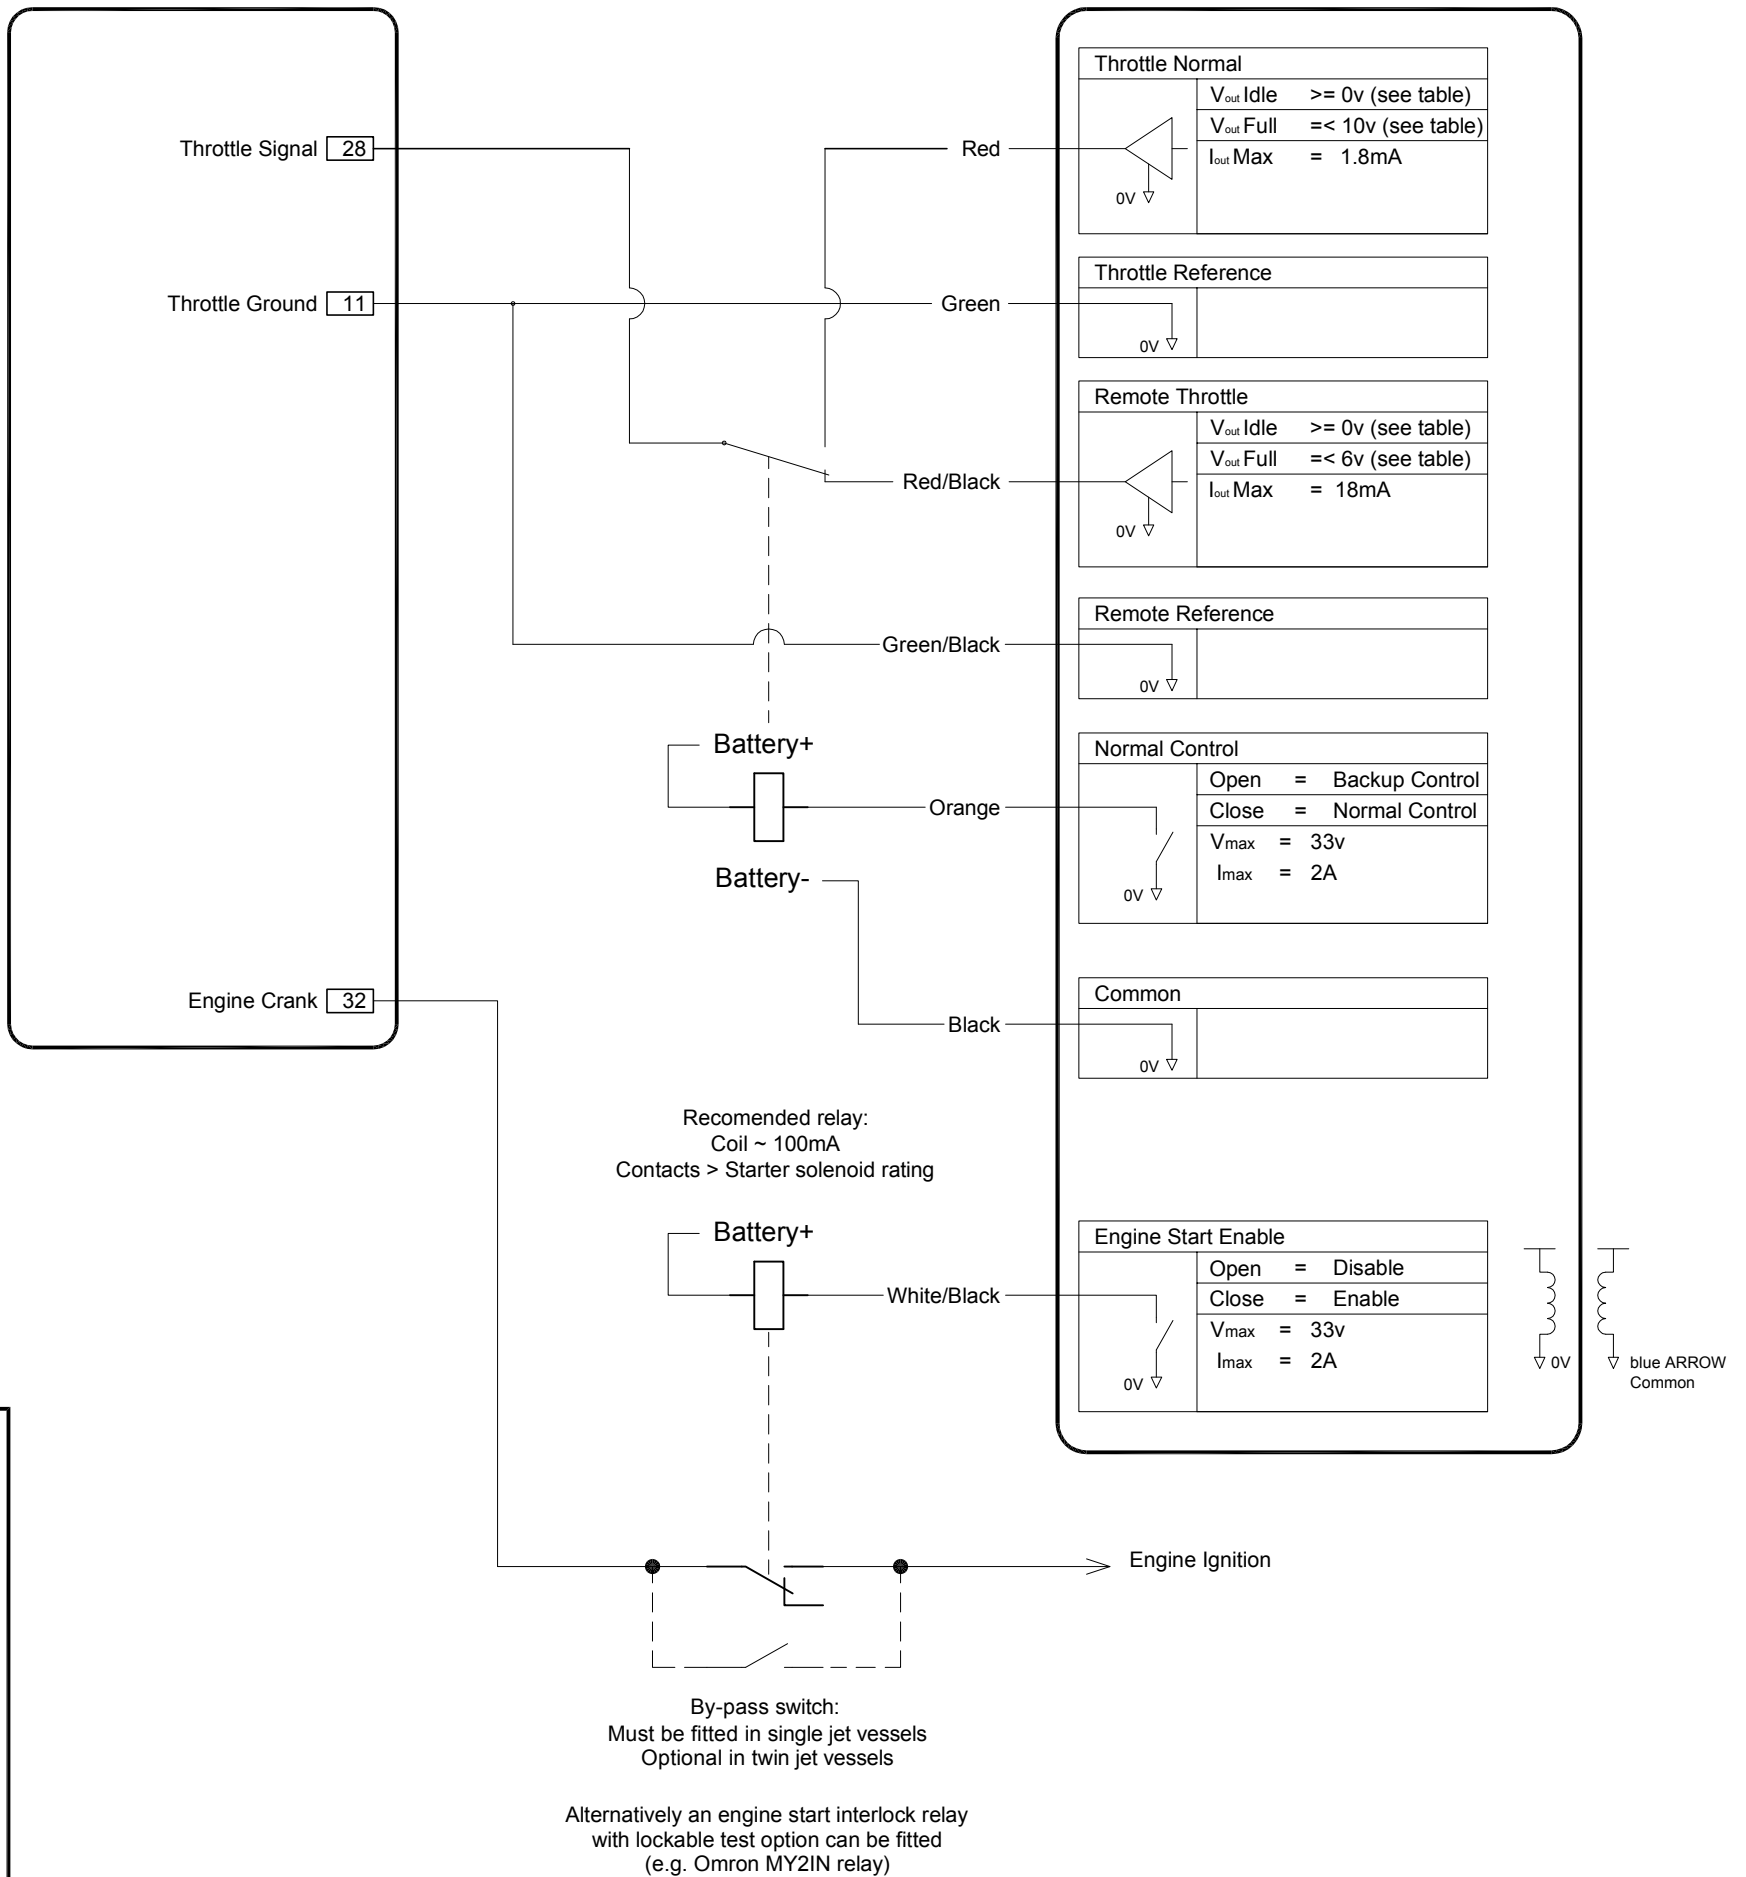 Throttle Normal
Vout Idle >= 0v (see table)
Vout Full =< 10v (see table)
Iout Max = 1.8mA
0V
Throttle Signal 28
Red
Throttle Reference
0V
Throttle Ground 11
Green
Remote Throttle
Vout Idle >= 0v (see table)
Vout Full =< 6v (see table)
Iout Max = 18mA
0V
Red/Black
Remote Reference
0V
Green/Black
Battery+
Normal Control
Open = Backup Control
Close = Normal Control
Vmax = 33v
Imax = 2A
0V
Orange
Battery-
Engine Crank 32
Common
0V
Black
Recomended relay:
Coil ~ 100mA
Contacts > Starter solenoid rating
Battery+
Engine Start Enable
Open = Disable
Close = Enable
Vmax = 33v
Imax = 2A
0V
White/Black
0V
blue ARROW
Common
Engine Ignition
By-pass switch:
Must be fitted in single jet vessels
Optional in twin jet vessels
Alternatively an engine start interlock relay
with lockable test option can be fitted
(e.g. Omron MY2IN relay)